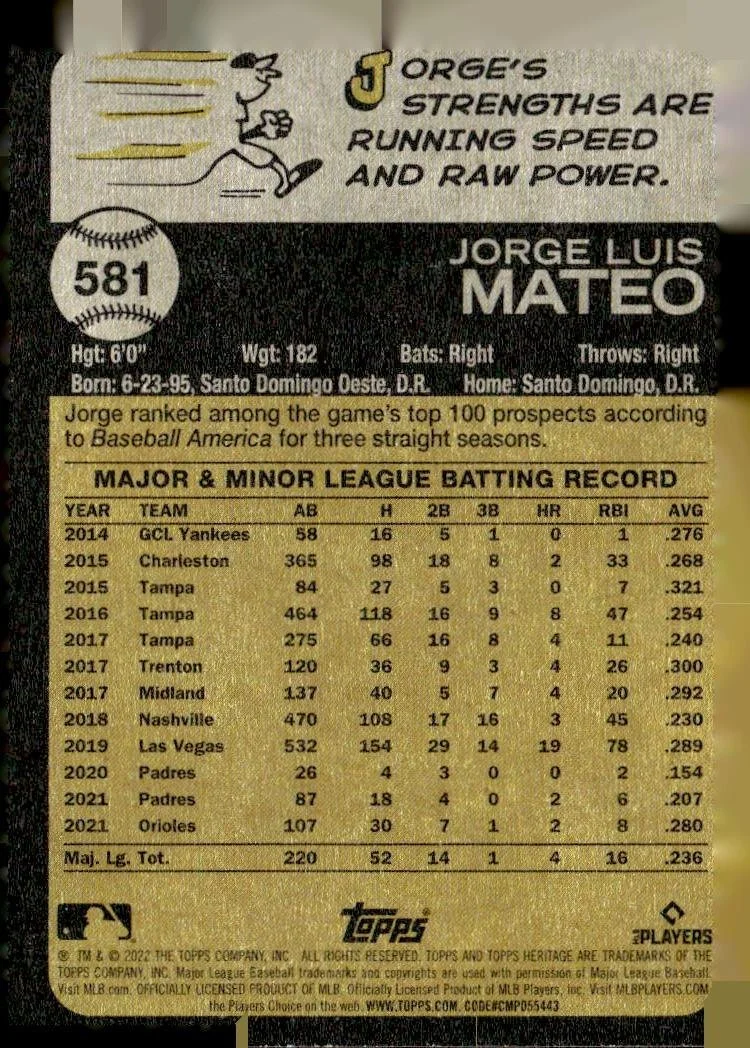 JORGE'S
STRENGTHS ARE
RUNNING SPEED
AND RAW POWER.
581
JORGE LUIS
MATEO
Hgt: 6'0" Wgt: 182 Bats: Right Throws: Right
Born: 6-23-95, Santo Domingo Oeste, D.R. Home: Santo Domingo, D.R.
Jorge ranked among the game's top 100 prospects according
to Baseball America for three straight seasons.
MAJOR & MINOR LEAGUE BATTING RECORD
YEAR TEAM AB H 2B 3B HR RBI AVG
2014 GCL Yankees 58 16 5 1 0 1 .276
2015 Charleston 365 98 18 8 2 33 .268
2015 Tampa 84 27 5 3 0 7 .321
2016 Tampa 464 118 16 9 8 47 .254
2017 Tampa 275 66 16 8 4 11 .240
2017 Trenton 120 36 9 3 4 26 .300
2017 Midland 137 40 5 7 4 20 .292
2018 Nashville 470 108 17 16 3 45 .230
2019 Las Vegas 532 154 29 14 19 78 .289
2020 Padres 26 4 3 0 0 2 .154
2021 Padres 87 18 4 0 2 6 .207
2021 Orioles 107 30 7 1 2 8 .280
Maj. Lg. Tot. 220 52 14 1 4 16 .236
Topps
PLAYERS
® TM & © 2022 THE TOPPS COMPANY, INC. ALL RIGHTS RESERVED. TOPPS AND TOPPS HERITAGE ARE TRADEMARKS OF THE
TOPPS COMPANY, INC. Major League Baseball trademarks and copyrights are used with permission of Major League Baseball.
Visit MLB.com. OFFICIALLY LICENSED PRODUCT OF MLB. Officially Licensed Product of MLB Players, Inc. Visit MLBPLAYERS.COM
the Players Choice on the web. WWW.TOPPS.COM. CODE#CMP055443